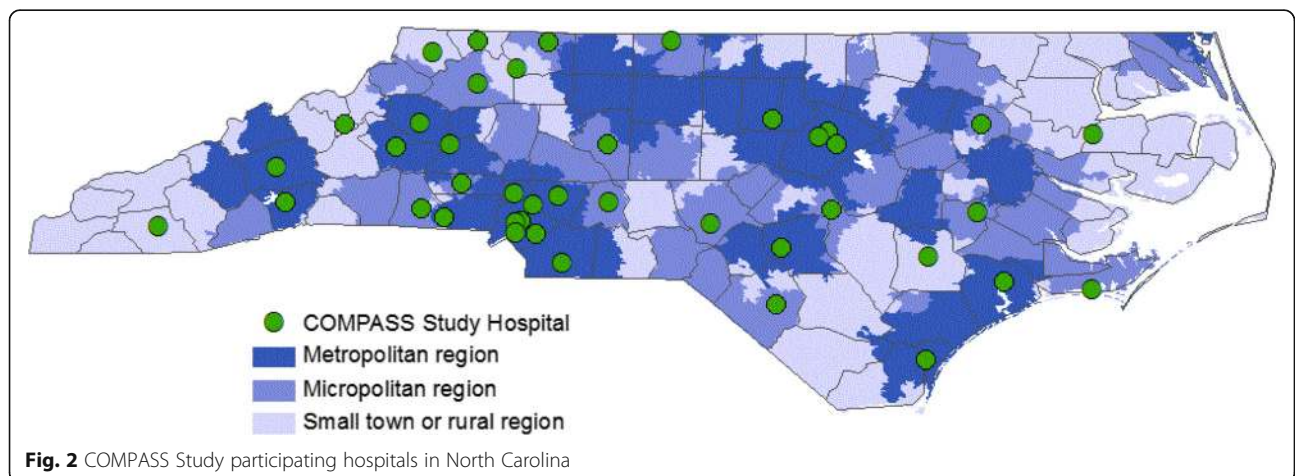 COMPASS Study Hospital
Metropolitan region
Micropolitan region
Small town or rural region
Fig. 2 COMPASS Study participating hospitals in North Carolina